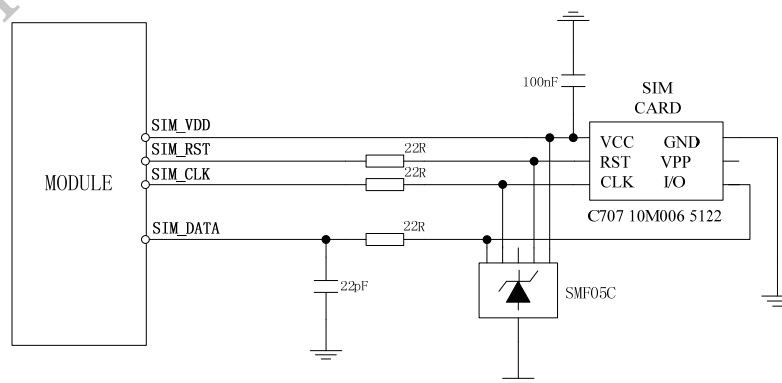 100nF
SIM
CARD
SIM_VDD
VCC GND
SIM_RST
22R
RST VPP
MODULE
SIM_CLK
22R
CLK I/O
C707 10M006 5122
SIM_DATA
22R
22pF
SMF05C